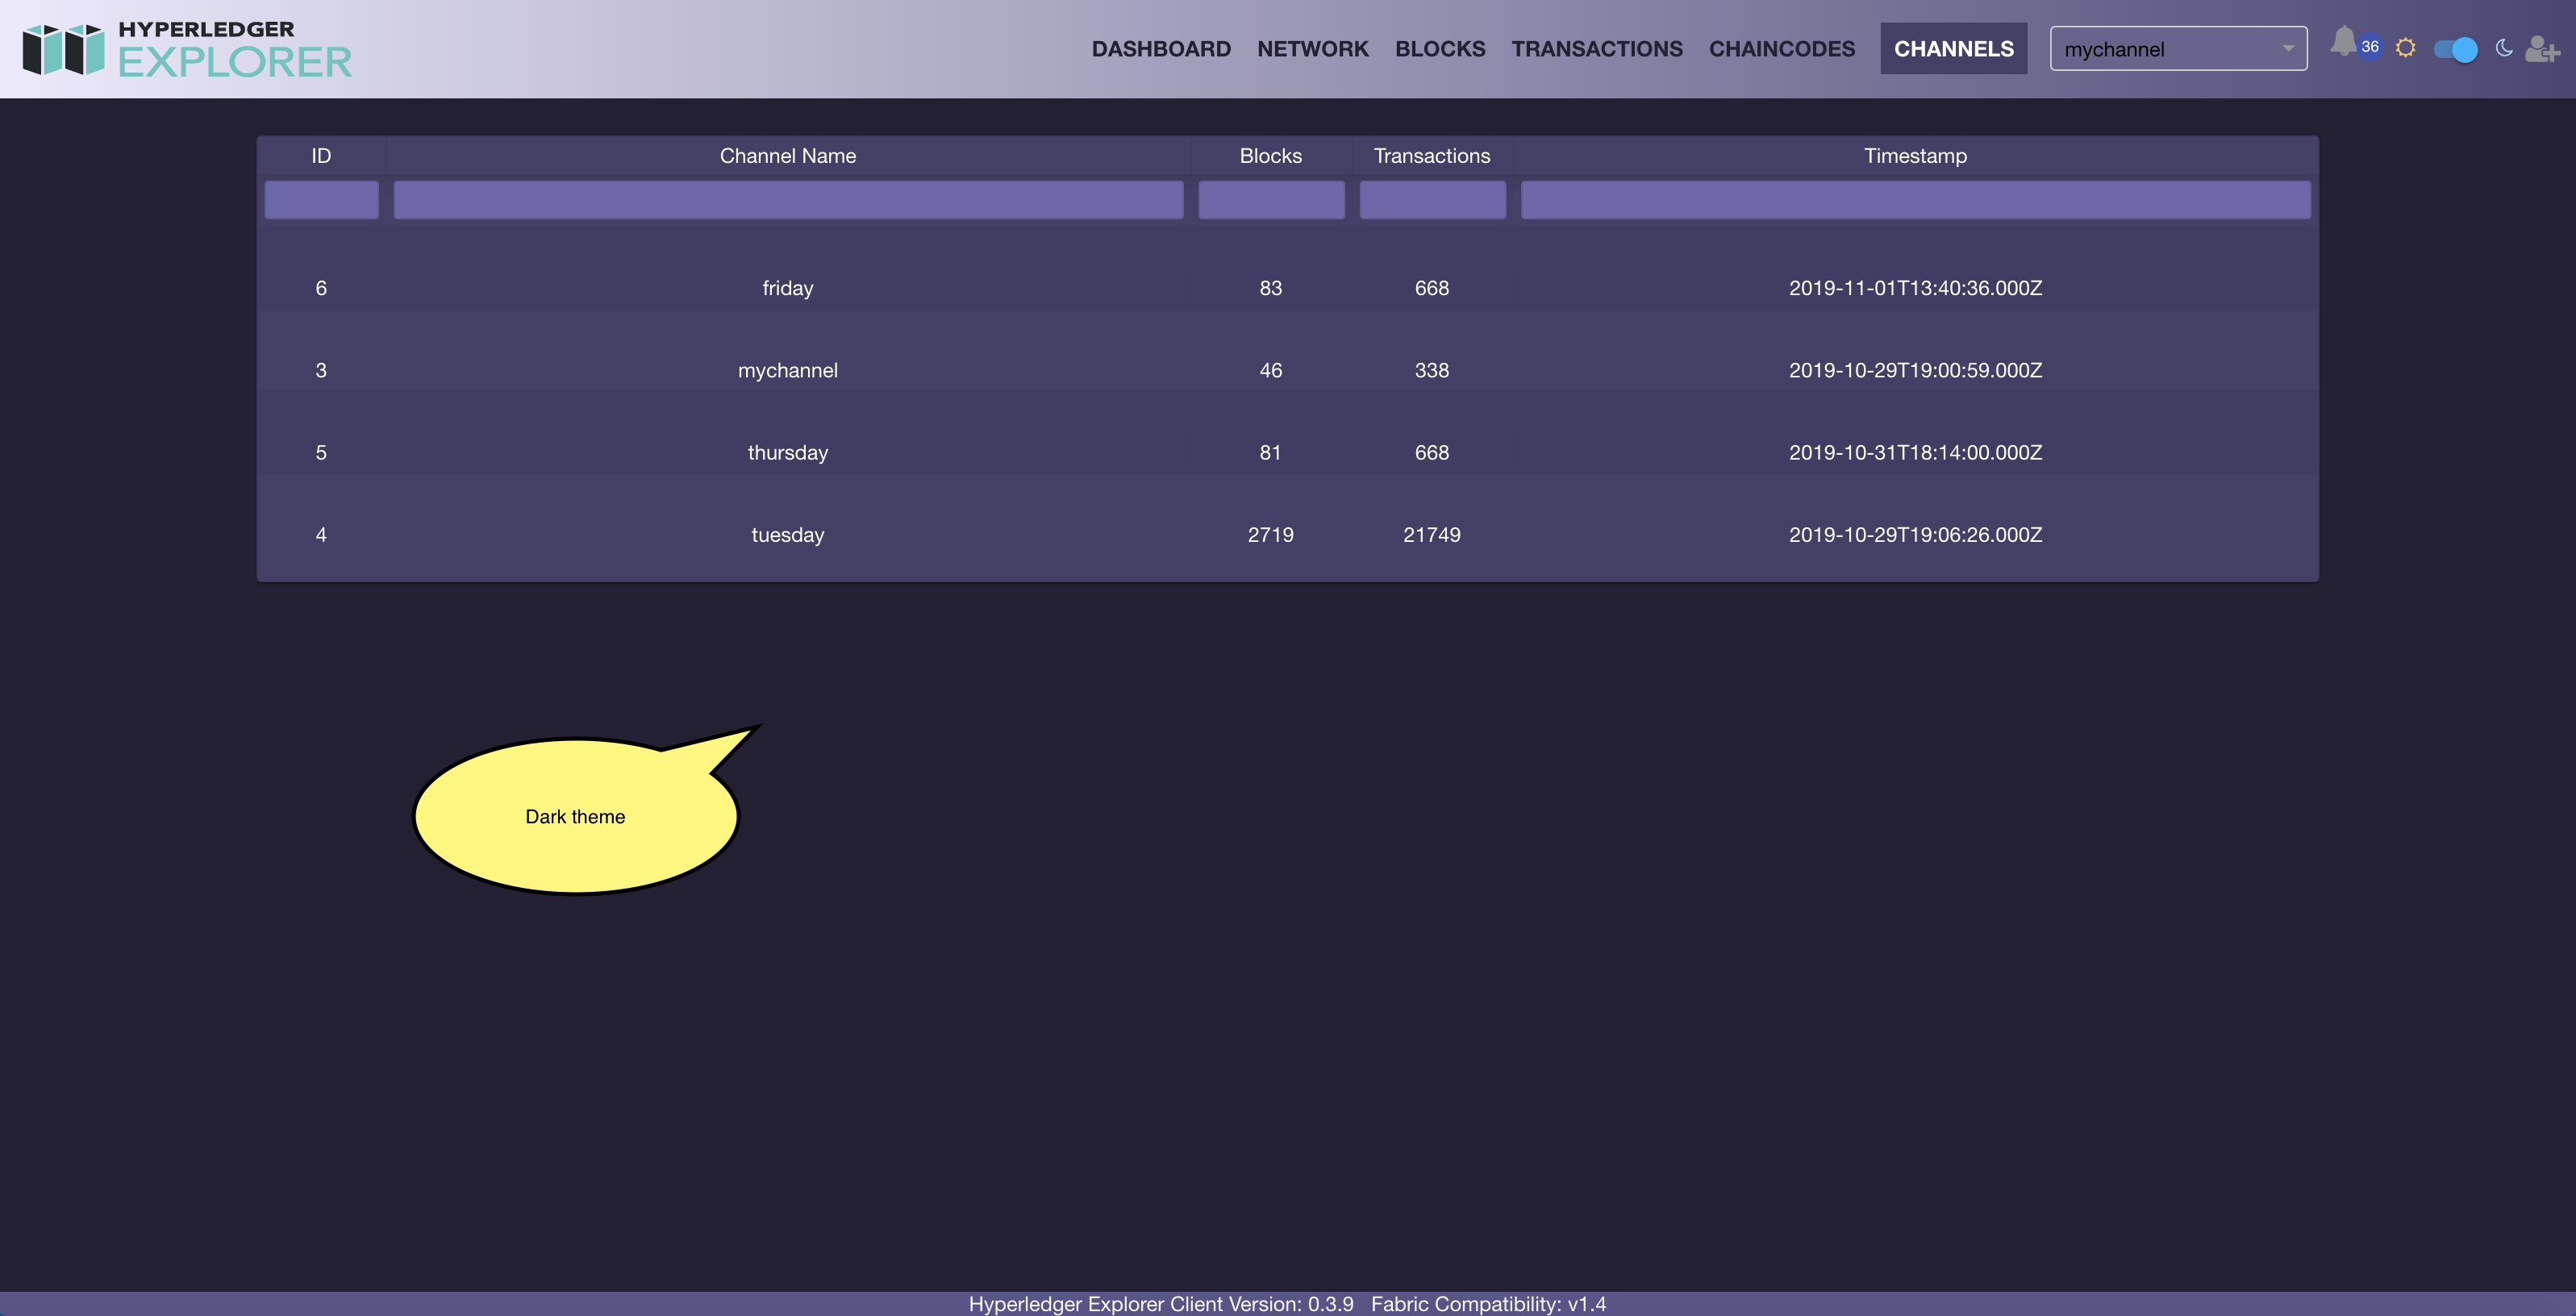 HYPERLEDGER
EXPLORER
DASHBOARD NETWORK BLOCKS TRANSACTIONS CHAINCODES CHANNELS mychannel 36
ID Channel Name Blocks Transactions Timestamp
6 friday 83 668 2019-11-01T13:40:36.000Z
3 mychannel 46 338 2019-10-29T19:00:59.000Z
5 thursday 81 668 2019-10-31T18:14:00.000Z
4 tuesday 2719 21749 2019-10-29T19:06:26.000Z
Dark theme
Hyperledger Explorer Client Version: 0.3.9 Fabric Compatibility: v1.4